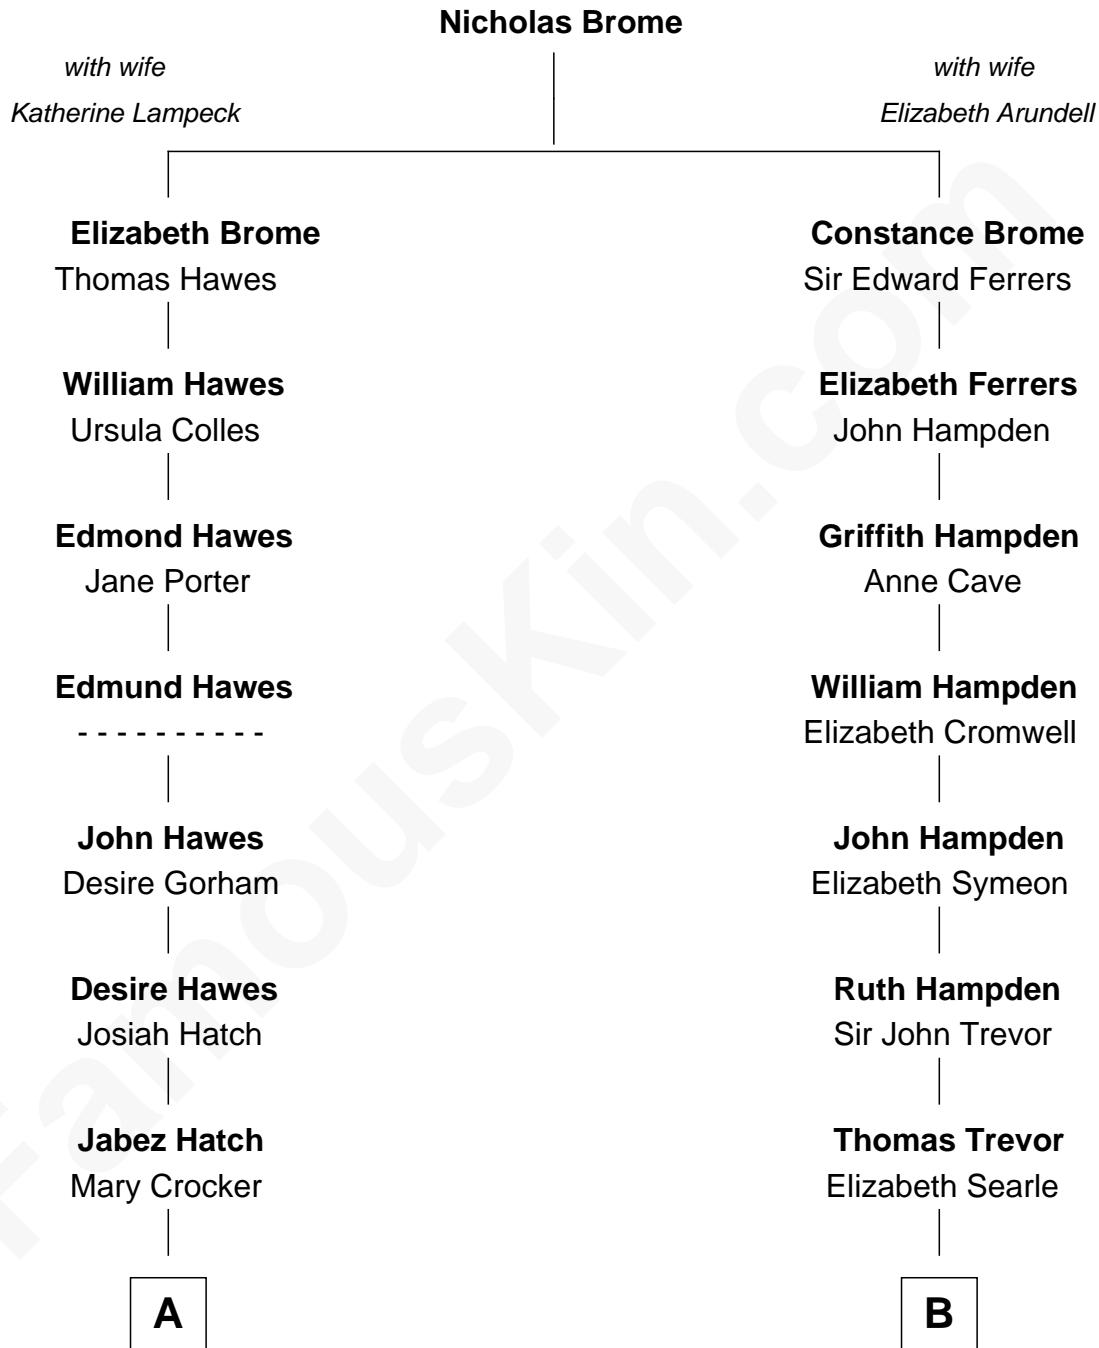 Nicholas Brome
with wife
Katherine Lampeck
with wife
Elizabeth Arundell
Elizabeth Brome
Thomas Hawes
Constance Brome
Sir Edward Ferrers
William Hawes
Ursula Colles
Elizabeth Ferrers
John Hampden
Edmond Hawes
Jane Porter
Griffith Hampden
Anne Cave
Edmund Hawes
- - - - - - - - - -
William Hampden
Elizabeth Cromwell
John Hawes
Desire Gorham
John Hampden
Elizabeth Symeon
Desire Hawes
Josiah Hatch
Ruth Hampden
Sir John Trevor
Jabez Hatch
Mary Crocker
Thomas Trevor
Elizabeth Searle
A
B
FamousKin.com